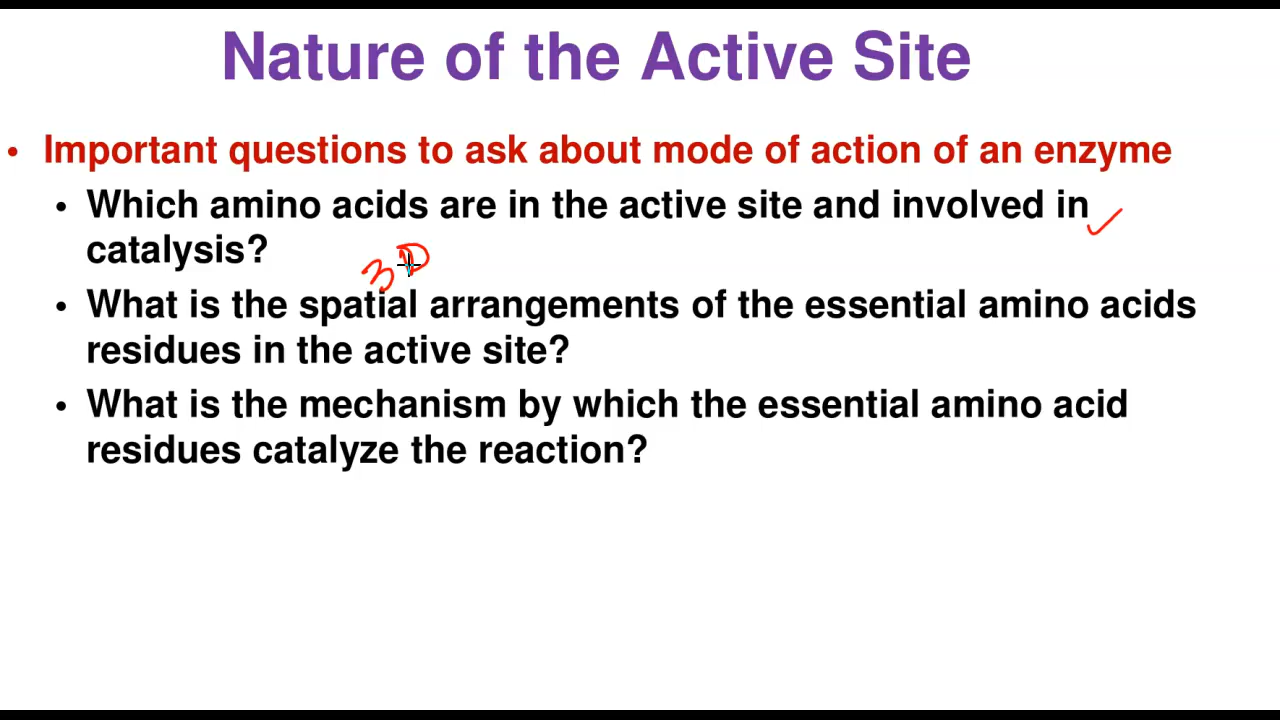 Nature of the Active Site
• Important questions to ask about mode of action of an enzyme
• Which amino acids are in the active site and involved in
catalysis?
3D
• What is the spatial arrangements of the essential amino acids
residues in the active site?
• What is the mechanism by which the essential amino acid
residues catalyze the reaction?